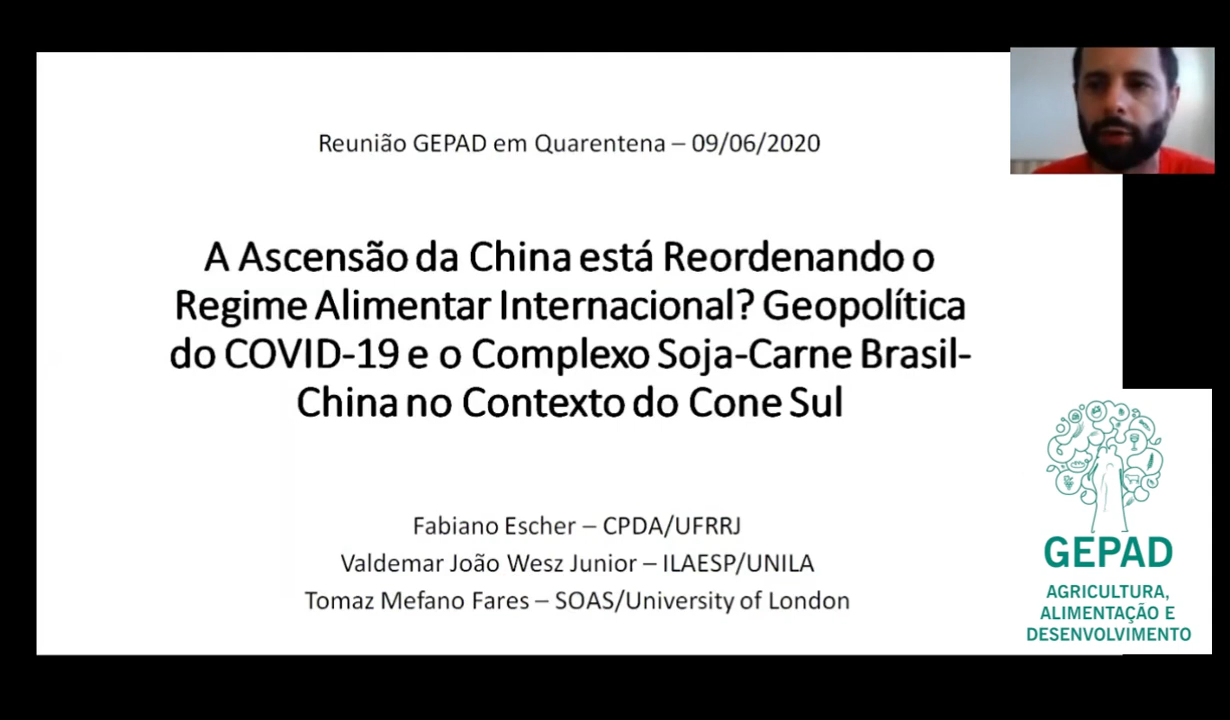 Reunião GEPAD em Quarentena – 09/06/2020
A Ascensão da China está Reordenando o
Regime Alimentar Internacional? Geopolítica
do COVID-19 e o Complexo Soja-Carne Brasil-
China no Contexto do Cone Sul
Fabiano Escher – CPDA/UFRRJ
Valdemar João Wesz Junior – ILAESP/UNILA
Tomaz Mefano Fares – SOAS/University of London
GEPAD
AGRICULTURA,
ALIMENTAÇÃO E
DESENVOLVIMENTO